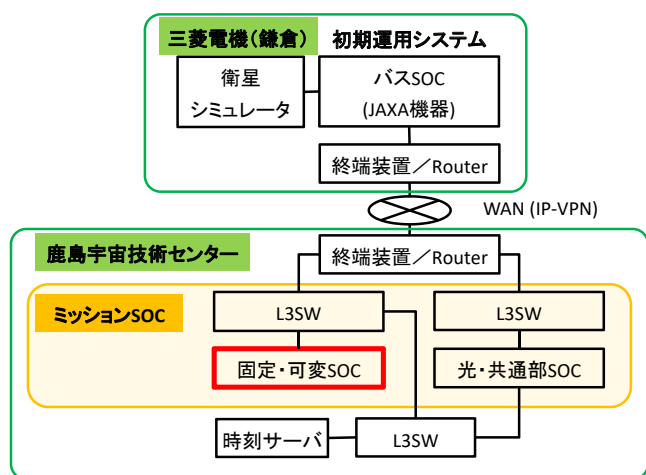 三菱電機(鎌倉) 初期運用システム
衛星
シミュレータ
バスSOC
(JAXA機器)
終端装置／Router
WAN (IP-VPN)
鹿島宇宙技術センター
終端装置／Router
ミッションSOC
L3SW
L3SW
固定・可変SOC
光・共通部SOC
時刻サーバ
L3SW